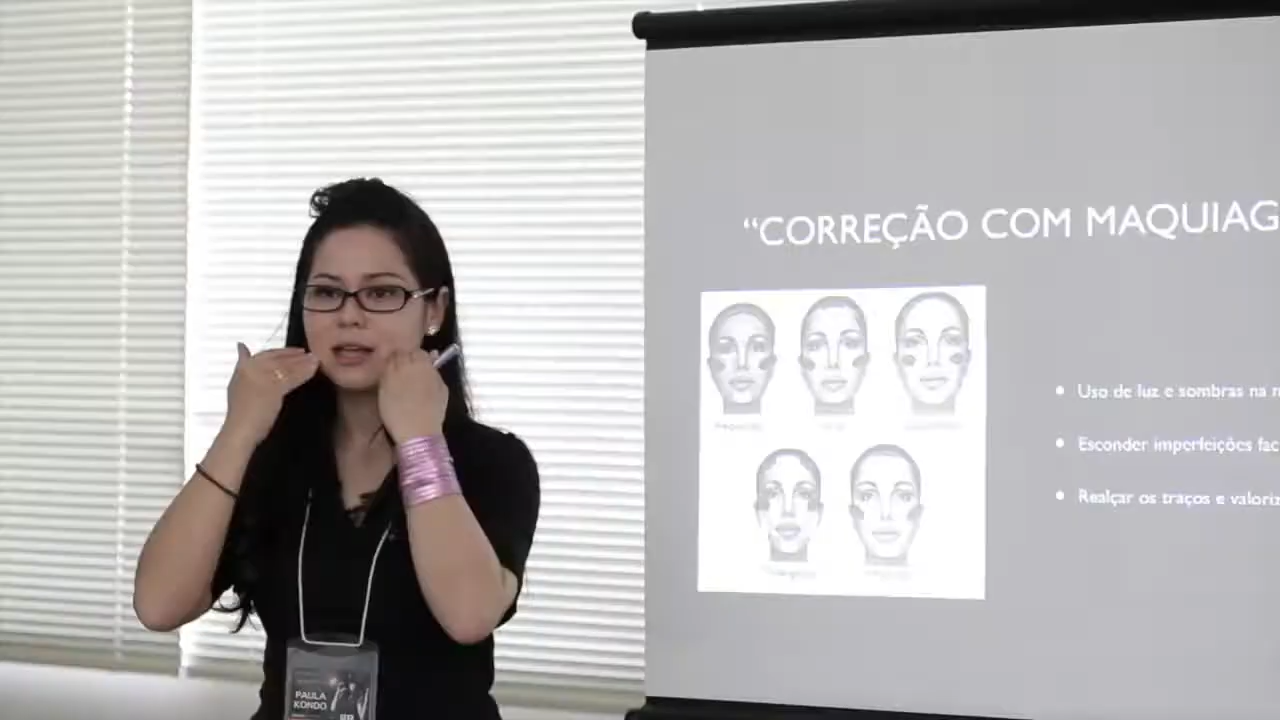 “CORREÇÃO COM MAQUIAG
Uso de luz e sombras na
Esconder imperfeições fac
Realçar os traços e valoriz
PAULA
KONDO